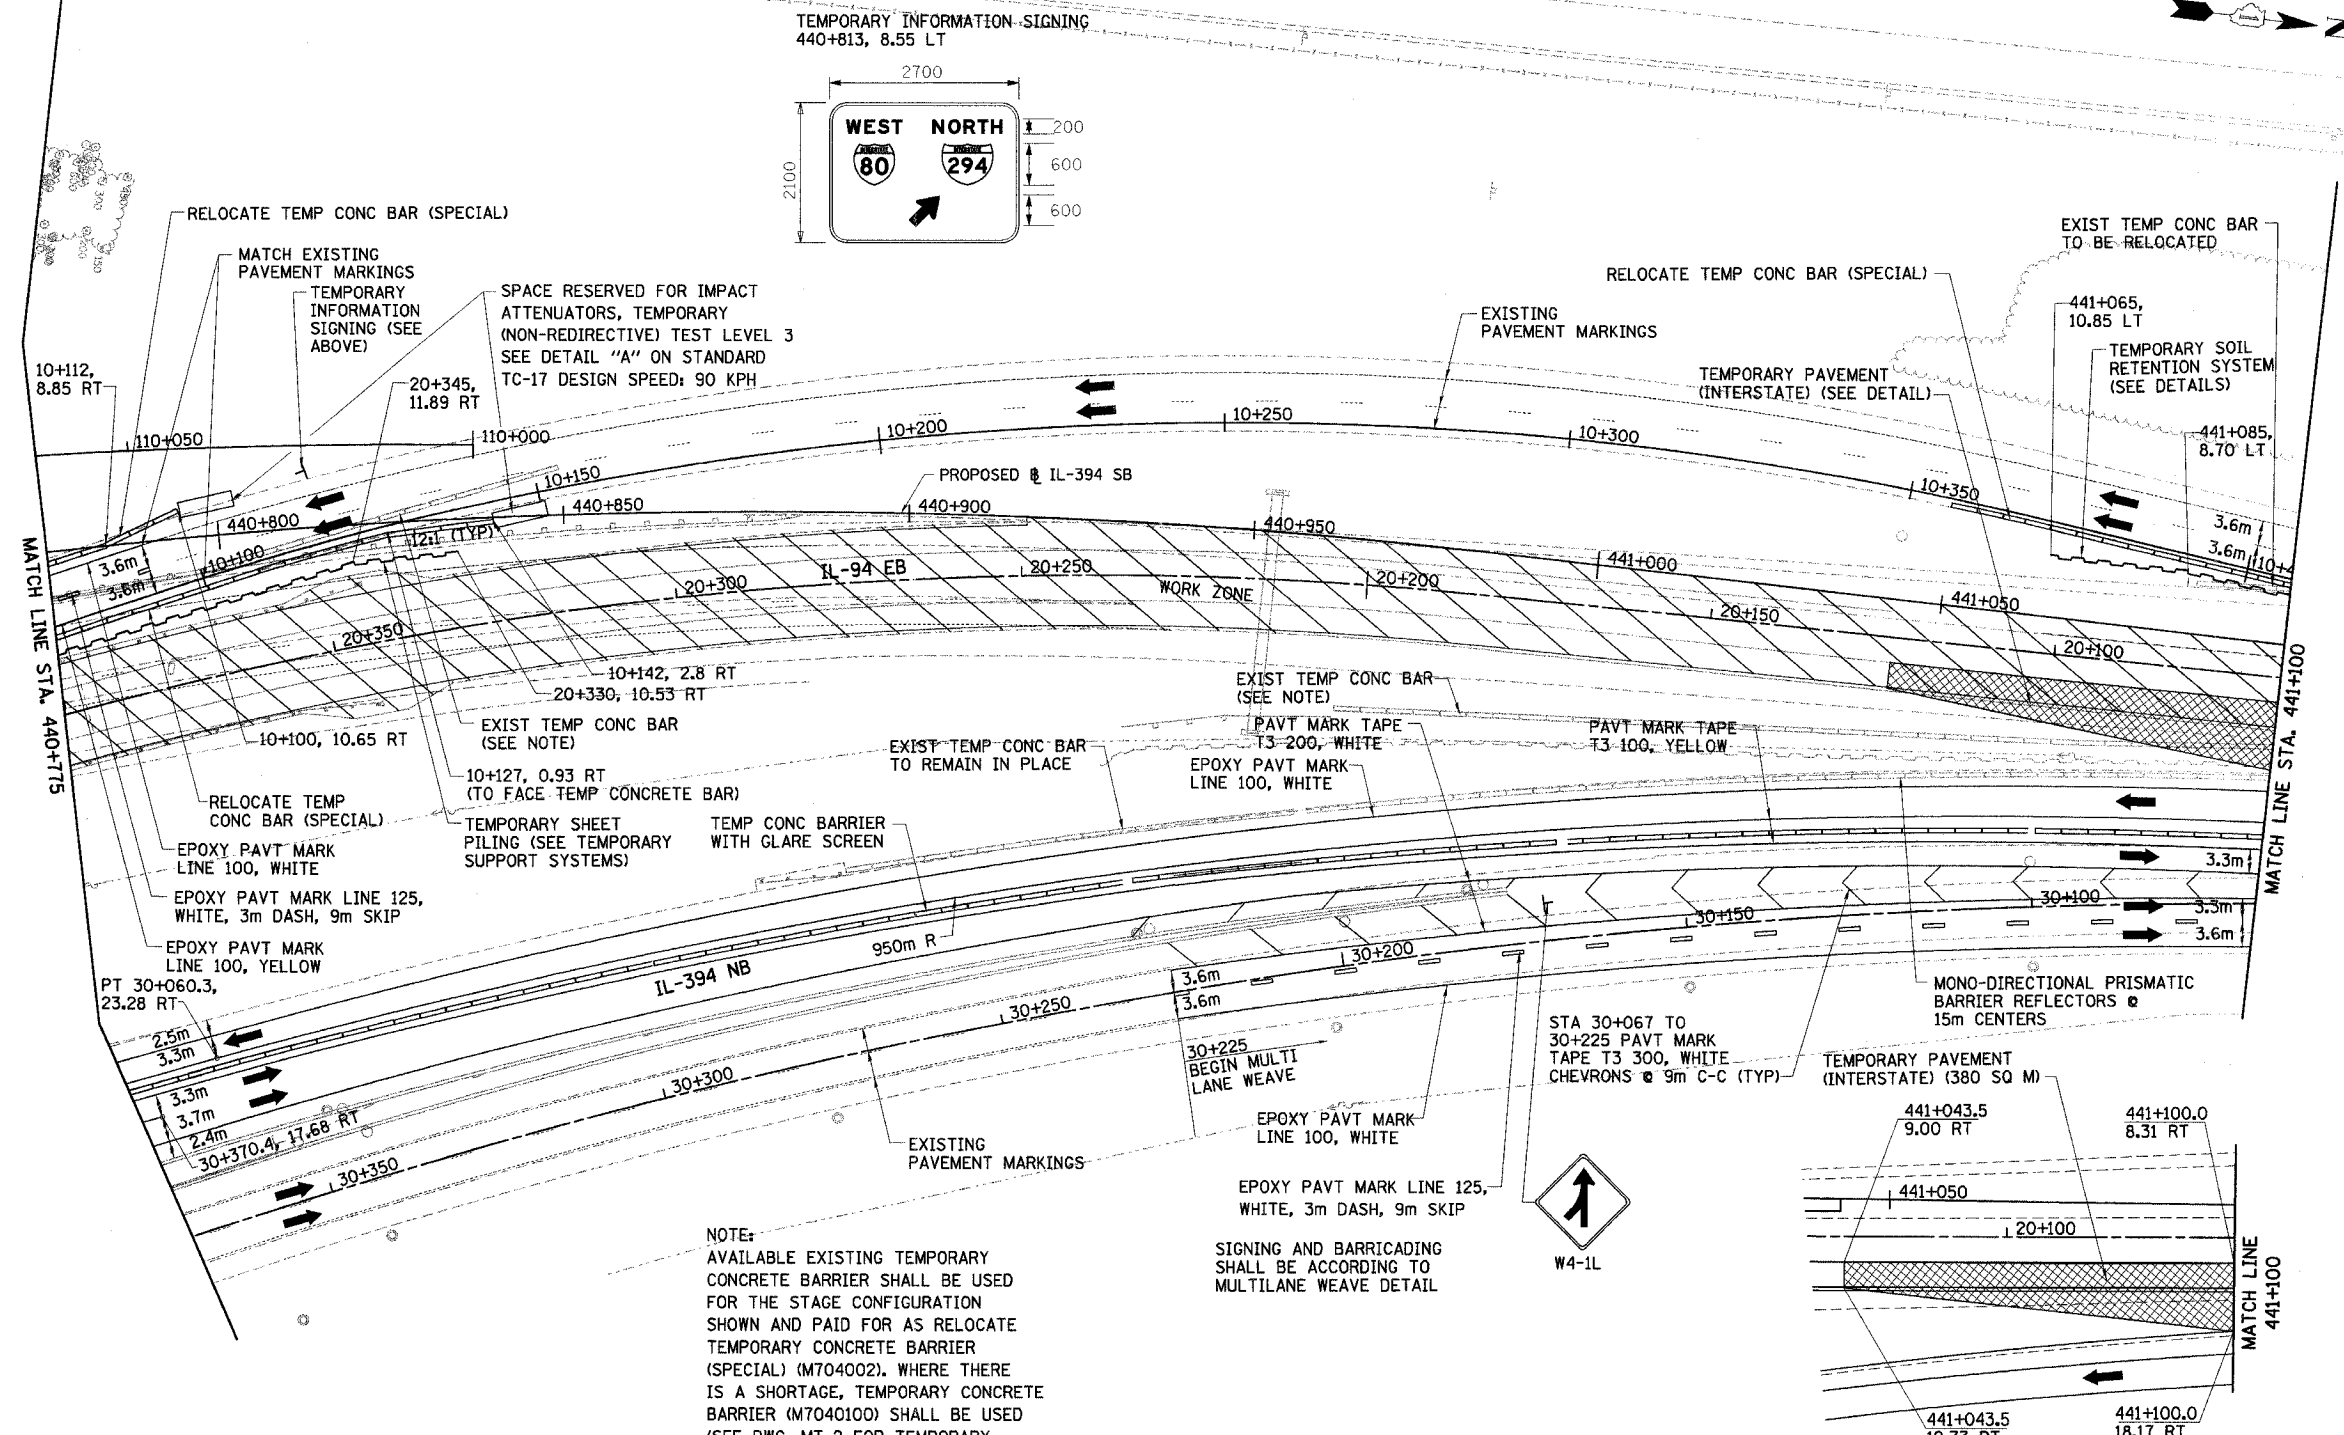 TEMPORARY INFORMATION SIGNING
440+813, 8.55 LT
2700
2100
WEST NORTH
80 294
200
600
600
RELOCATE TEMP CONC BAR (SPECIAL)
MATCH EXISTING
PAVEMENT MARKINGS
TEMPORARY
INFORMATION
SIGNING (SEE
ABOVE)
SPACE RESERVED FOR IMPACT
ATTENUATORS, TEMPORARY
(NON-REDIRECTIVE) TEST LEVEL 3
SEE DETAIL "A" ON STANDARD
TC-17 DESIGN SPEED: 90 KPH
10+112,
8.85 RT
20+345,
11.89 RT
EXISTING
PAVEMENT MARKINGS
RELOCATE TEMP CONC BAR (SPECIAL)
EXIST TEMP CONC BAR
TO BE RELOCATED
441+065,
10.85 LT
TEMPORARY SOIL
RETENTION SYSTEM
(SEE DETAILS)
TEMPORARY PAVEMENT
(INTERSTATE) (SEE DETAIL)
441+085,
8.70 LT
110+050
110+000
10+100
10+150
10+200
10+250
10+300
10+350
PROPOSED ℄ IL-394 SB
440+800
440+850
440+900
440+950
441+000
441+050
12:1 (TYP)
3.6m
3.6m
3.6m
3.6m
IL-94 EB
WORK ZONE
20+350
20+300
20+250
20+200
20+150
20+100
MATCH LINE STA. 440+775
MATCH LINE STA. 441+100
10+142, 2.8 RT
20+330, 10.53 RT
EXIST TEMP CONC BAR
(SEE NOTE)
10+100, 10.65 RT
10+127, 0.93 RT
(TO FACE TEMP CONCRETE BAR)
RELOCATE TEMP
CONC BAR (SPECIAL)
TEMPORARY SHEET
PILING (SEE TEMPORARY
SUPPORT SYSTEMS)
EPOXY PAVT MARK
LINE 100, WHITE
EPOXY PAVT MARK LINE 125,
WHITE, 3m DASH, 9m SKIP
EPOXY PAVT MARK
LINE 100, YELLOW
PT 30+060.3,
23.28 RT
TEMP CONC BARRIER
WITH GLARE SCREEN
EXIST TEMP CONC BAR
TO REMAIN IN PLACE
EXIST TEMP CONC BAR
(SEE NOTE)
PAVT MARK TAPE
T3 200, WHITE
EPOXY PAVT MARK
LINE 100, WHITE
PAVT MARK TAPE
T3 100, YELLOW
2.5m
3.3m
3.3m
3.7m
2.4m
30+370.4, 17.68 RT
IL-394 NB
950m R
30+350
30+300
30+250
30+200
30+150
30+100
3.6m
3.6m
3.3m
3.3m
3.6m
30+225
BEGIN MULTI
LANE WEAVE
EXISTING
PAVEMENT MARKINGS
MONO-DIRECTIONAL PRISMATIC
BARRIER REFLECTORS @
15m CENTERS
STA 30+067 TO
30+225 PAVT MARK
TAPE T3 300, WHITE
CHEVRONS @ 9m C-C (TYP)
EPOXY PAVT MARK
LINE 100, WHITE
EPOXY PAVT MARK LINE 125,
WHITE, 3m DASH, 9m SKIP
SIGNING AND BARRICADING
SHALL BE ACCORDING TO
MULTILANE WEAVE DETAIL
W4-1L
NOTE:
AVAILABLE EXISTING TEMPORARY
CONCRETE BARRIER SHALL BE USED
FOR THE STAGE CONFIGURATION
SHOWN AND PAID FOR AS RELOCATE
TEMPORARY CONCRETE BARRIER
(SPECIAL) (M704002). WHERE THERE
IS A SHORTAGE, TEMPORARY CONCRETE
BARRIER (M7040100) SHALL BE USED
TEMPORARY PAVEMENT
(INTERSTATE) (380 SQ M)
441+043.5
9.00 RT
441+100.0
8.31 RT
441+050
20+100
MATCH LINE
441+100
441+043.5
441+100.0
18.17 RT